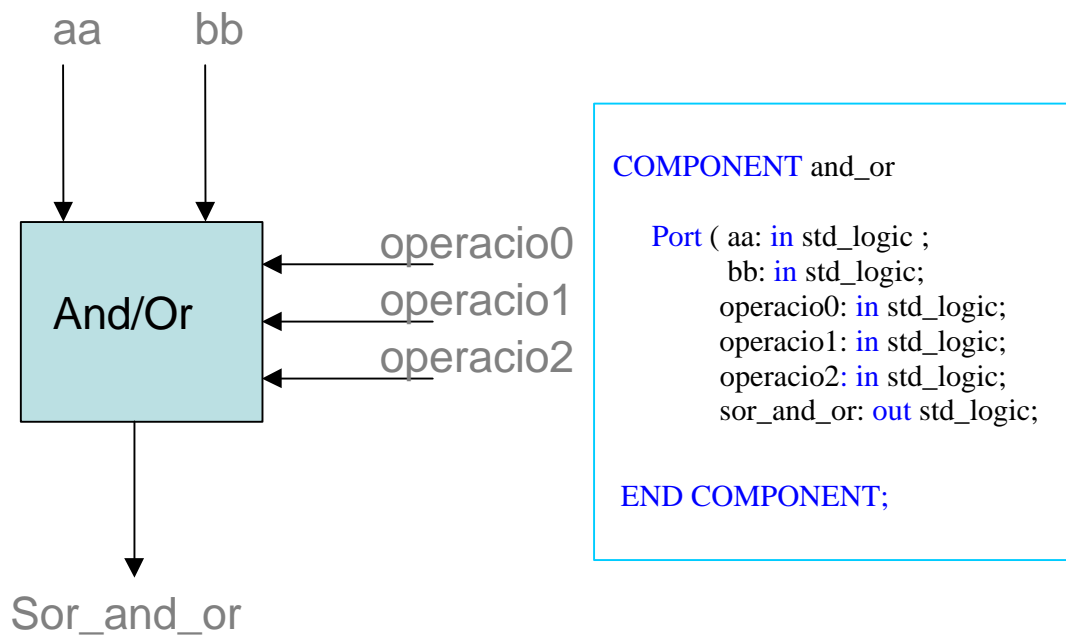 aa bb
operacio0
operacio1
operacio2
And/Or
Sor_and_or
COMPONENT and_or
Port ( aa: in std_logic ;
bb: in std_logic;
operacio0: in std_logic;
operacio1: in std_logic;
operacio2: in std_logic;
sor_and_or: out std_logic;
END COMPONENT;